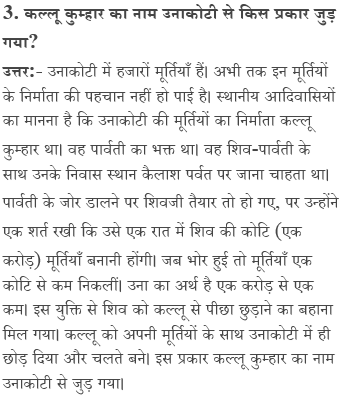 3. कल्लू कुम्हार का नाम उनाकोटी से किस प्रकार जुड़
गया?
उत्तर:- उनाकोटी में हजारों मूर्तियाँ हैं। अभी तक इन मूर्तियों
के निर्माता की पहचान नहीं हो पाई है। स्थानीय आदिवासियों
का मानना है कि उनाकोटी की मूर्तियों का निर्माता कल्लू
कुम्हार था। वह पार्वती का भक्त था। वह शिव-पार्वती के
साथ उनके निवास स्थान कैलाश पर्वत पर जाना चाहता था।
पार्वती के जोर डालने पर शिवजी तैयार तो हो गए, पर उन्होंने
एक शर्त रखी कि उसे एक रात में शिव की कोटि (एक
करोड़) मूर्तियाँ बनानी होंगी। जब भोर हुई तो मूर्तियाँ एक
कोटि से कम निकलीं। उना का अर्थ है एक करोड़ से एक
कम। इस युक्ति से शिव को कल्लू से पीछा छुड़ाने का बहाना
मिल गया। कल्लू को अपनी मूर्तियों के साथ उनाकोटी में ही
छोड़ दिया और चलते बने। इस प्रकार कल्लू कुम्हार का नाम
उनाकोटी से जुड़ गया।